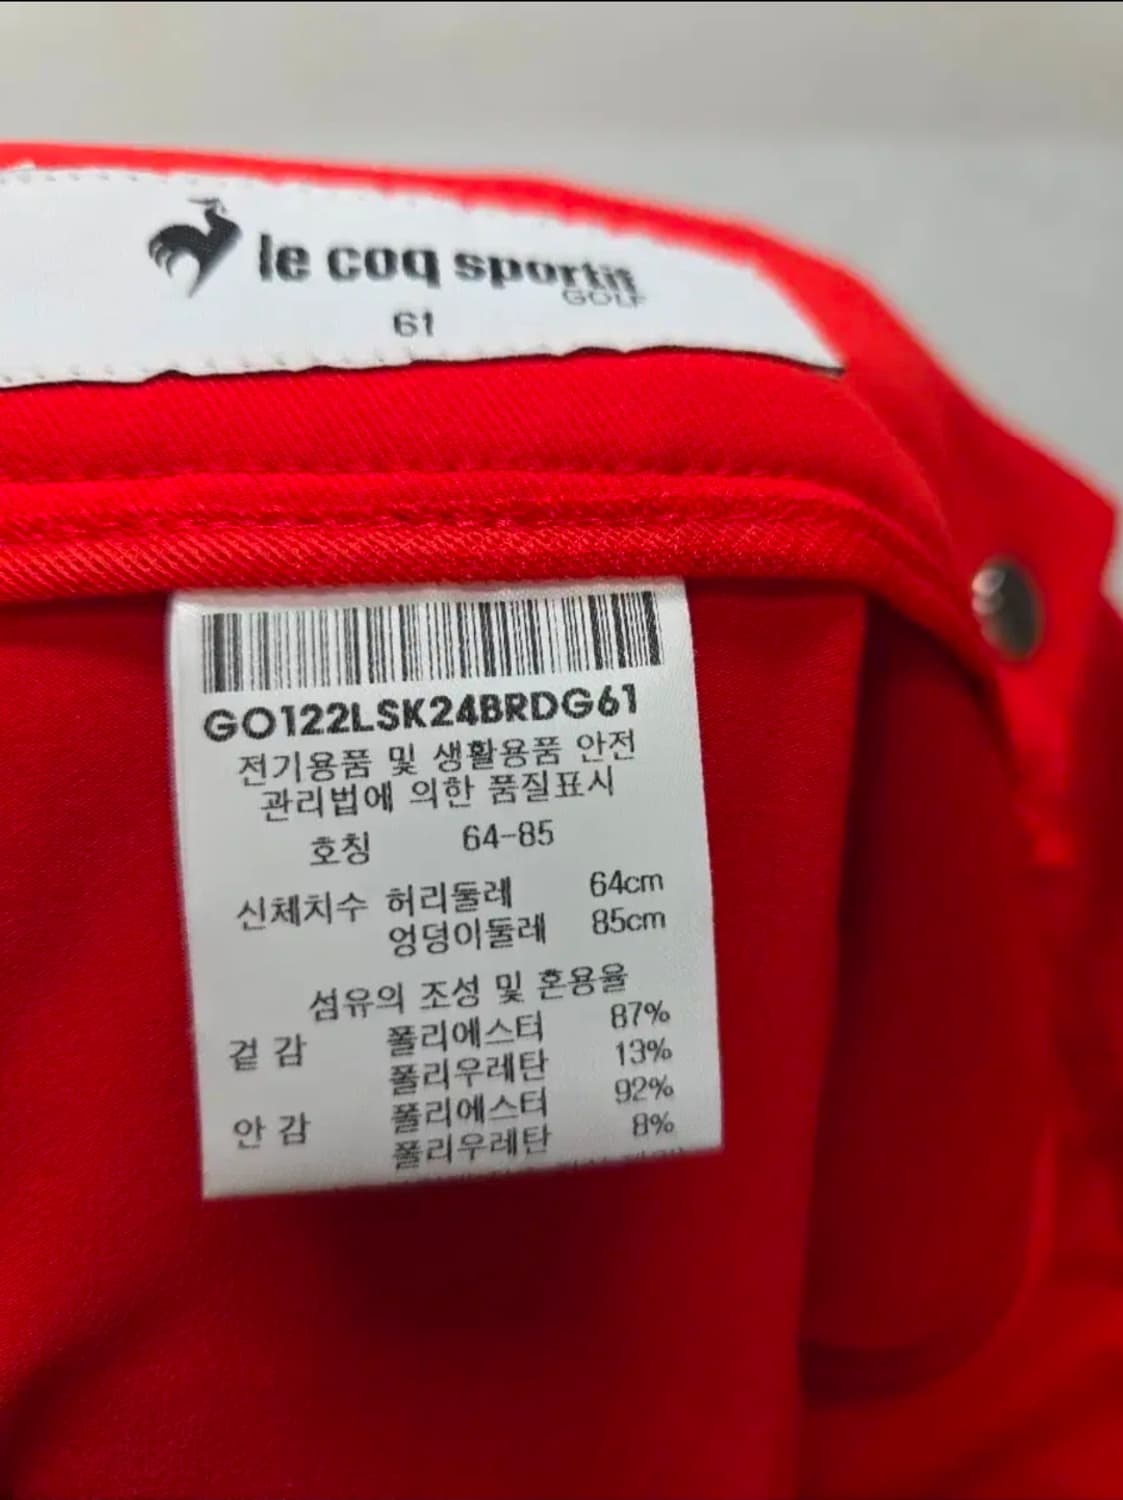 le coq sportif
GOLF
61
GO122LSK24BRDG61
전기용품 및 생활용품 안전
관리법에 의한 품질표시
호칭 64-85
신체치수 허리둘레 64cm
엉덩이둘레 85cm
섬유의 조성 및 혼용율
겉 감 폴리에스터 87%
폴리우레탄 13%
안 감 폴리에스터 92%
폴리우레탄 8%